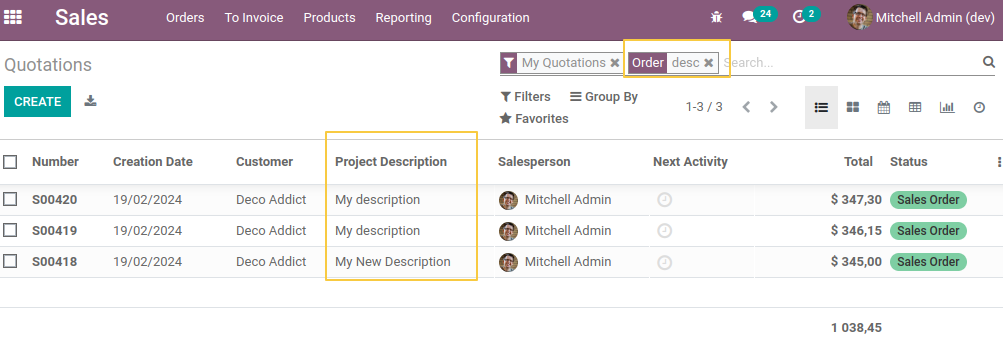 Sales Orders To Invoice Products Reporting Configuration 24 2 Mitchell Admin (dev)
Quotations My Quotations ✖ Order desc ✖ Search...
CREATE Filters Group By 1-3 / 3
Favorites
Number Creation Date Customer Project Description Salesperson Next Activity Total Status
S00420 19/02/2024 Deco Addict My description Mitchell Admin $ 347,30 Sales Order
S00419 19/02/2024 Deco Addict My description Mitchell Admin $ 346,15 Sales Order
S00418 19/02/2024 Deco Addict My New Description Mitchell Admin $ 345,00 Sales Order
1 038,45